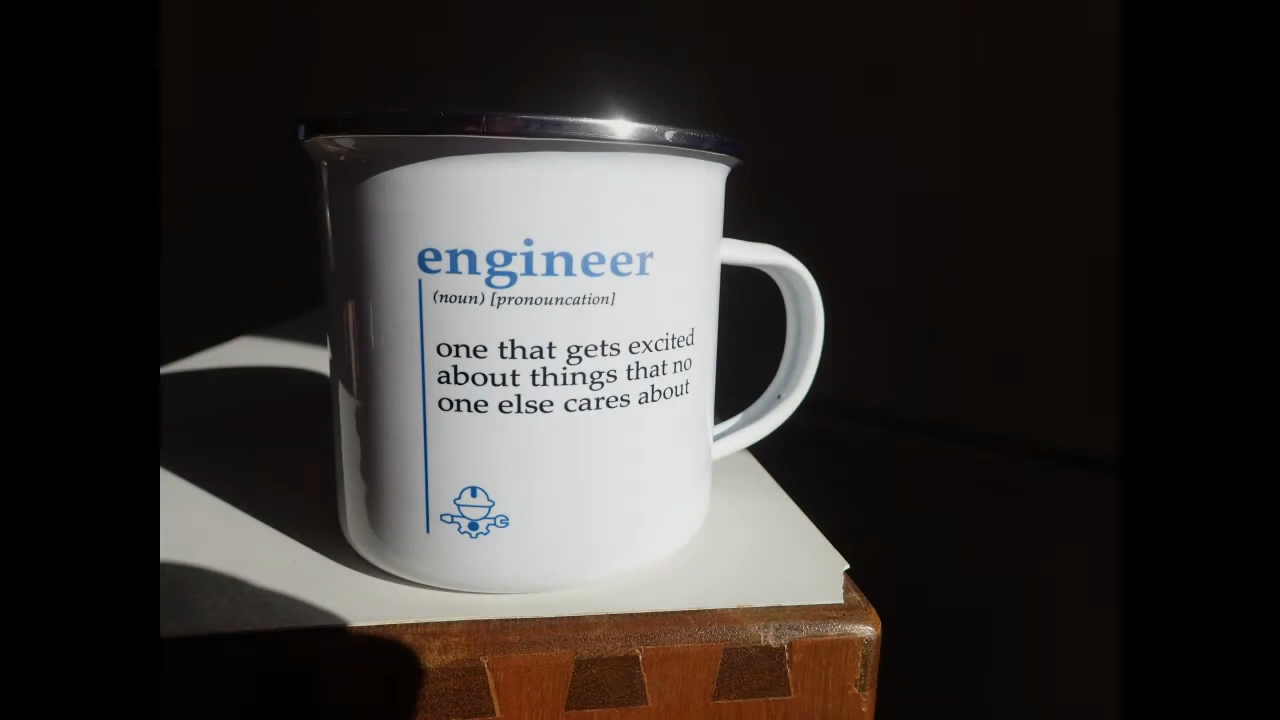 engineer
(noun) [pronouncation]
one that gets excited
about things that no
one else cares about